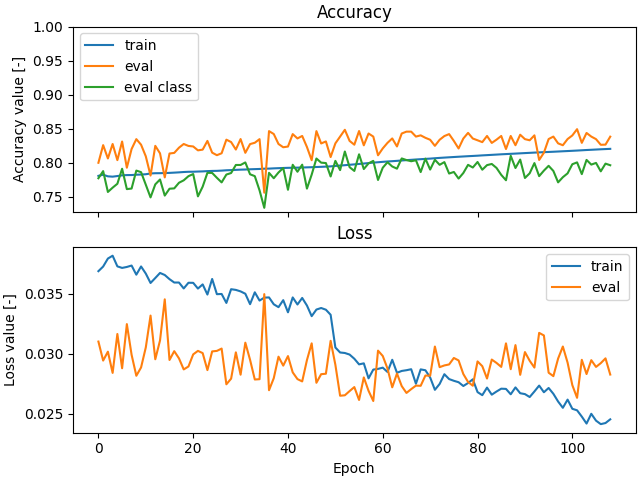 Accuracy
1.00
0.95
0.90
0.85
0.80
0.75
Accuracy value [-]
train
eval
eval class
Loss
0.035
0.030
0.025
Loss value [-]
train
eval
0 20 40 60 80 100
Epoch